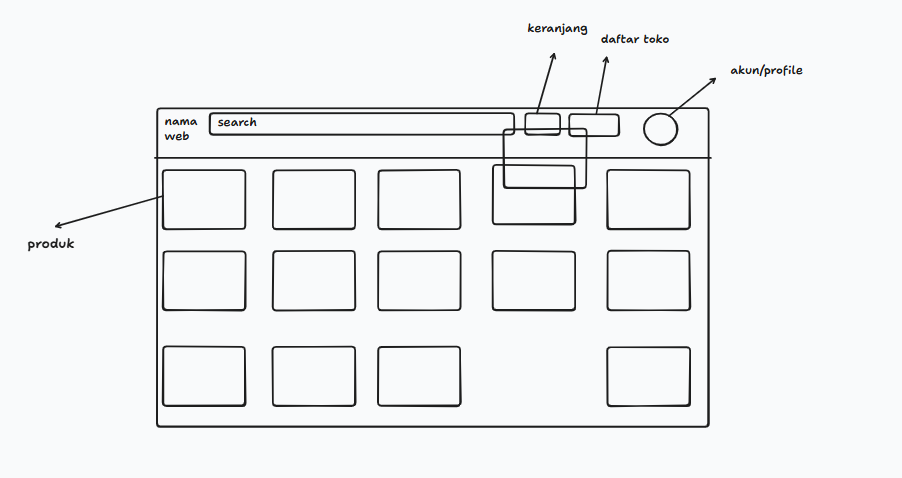 keranjang
daftar toko
akun/profile
nama
web
search
produk